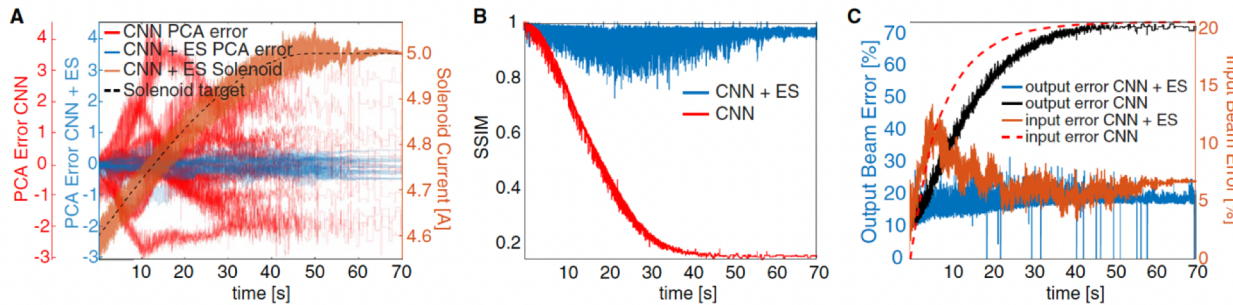 A
CNN PCA error
CNN + ES PCA error
CNN + ES Solenoid
Solenoid target
PCA Error CNN
4
3
2
1
0
-1
-2
-3
PCA Error CNN + ES
4
3
2
1
0
-1
-2
-3
Solenoid Current [A]
5.0
4.9
4.8
4.7
4.6
10 20 30 40 50 60 70
time [s]
B
SSIM
1
0.8
0.6
0.4
0.2
CNN + ES
CNN
10 20 30 40 50 60 70
time [s]
C
Output Beam Error [%]
70
60
50
40
30
20
10
0
output error CNN + ES
output error CNN
input error CNN + ES
input error CNN
Input Beam Error [%]
20
15
10
5
0
10 20 30 40 50 60 70
time [s]